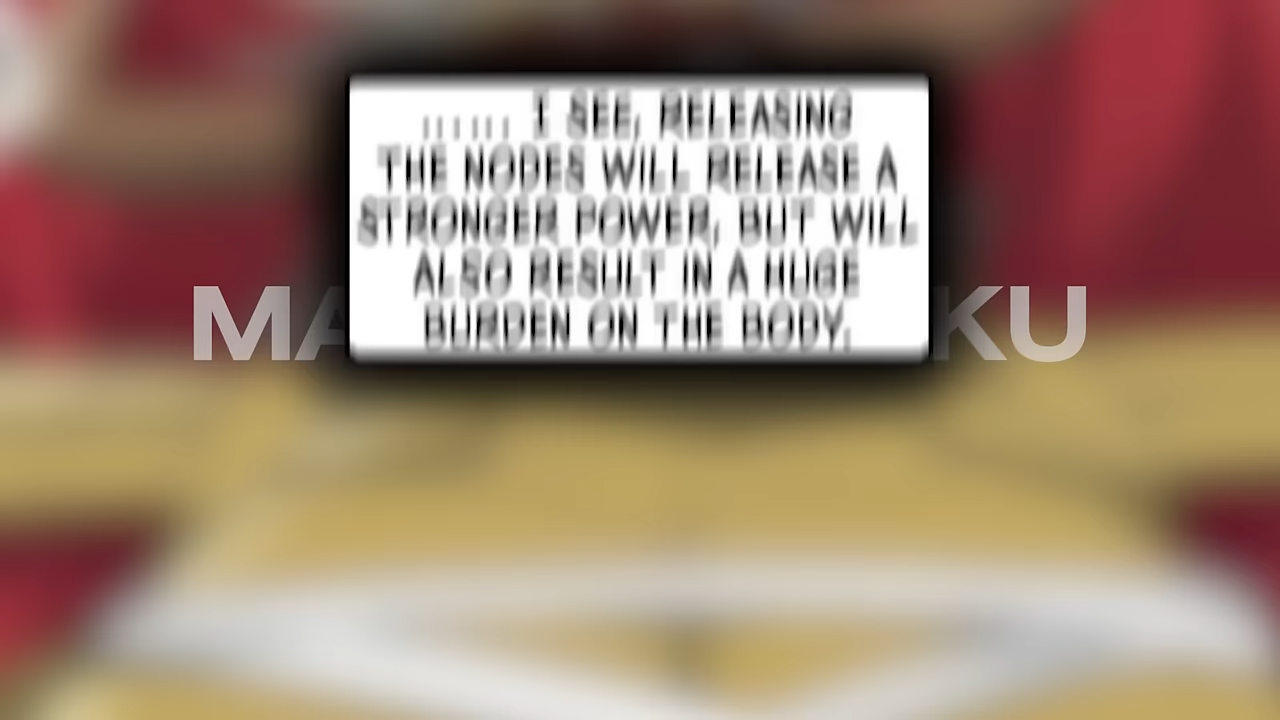 ...... I SEE, RELEASING
THE NODES WILL RELEASE A
STRONGER POWER, BUT WILL
ALSO RESULT IN A HUGE
BURDEN ON THE BODY.
MA KU